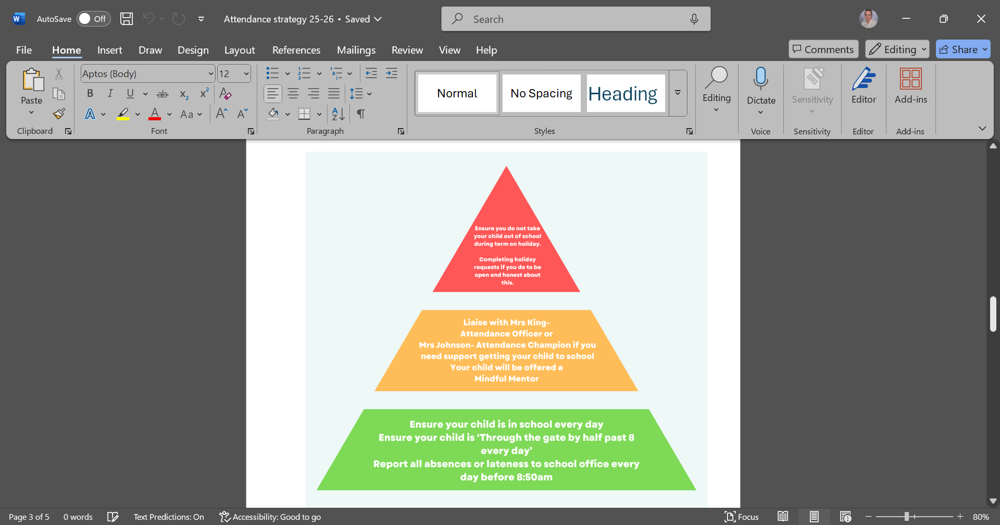 AutoSave Off Attendance strategy 25-26 • Saved Search
File Home Insert Draw Design Layout References Mailings Review View Help Comments Editing Share
Paste
Clipboard
Aptos (Body) 12
B I U ab x₂ x² A
A A Aa A A
Font
Paragraph
Normal No Spacing Heading
Styles
Editing
Dictate
Voice
Sensitivity
Sensitivity
Editor
Editor
Add-ins
Add-ins
Ensure you do not take
your child out of school
during term on holiday.
Completing holiday
requests if you do to be
open and honest about
this.
Liaise with Mrs King-
Attendance Officer or
Mrs Johnson- Attendance Champion if you
need support getting your child to school
Your child will be offered a
Mindful Mentor
Ensure your child is in school every day
Ensure your child is ‘Through the gate by half past 8
every day’
Report all absences or lateness to school office every
day before 8:50am
Page 3 of 5 0 words Text Predictions: On Accessibility: Good to go Focus 80%